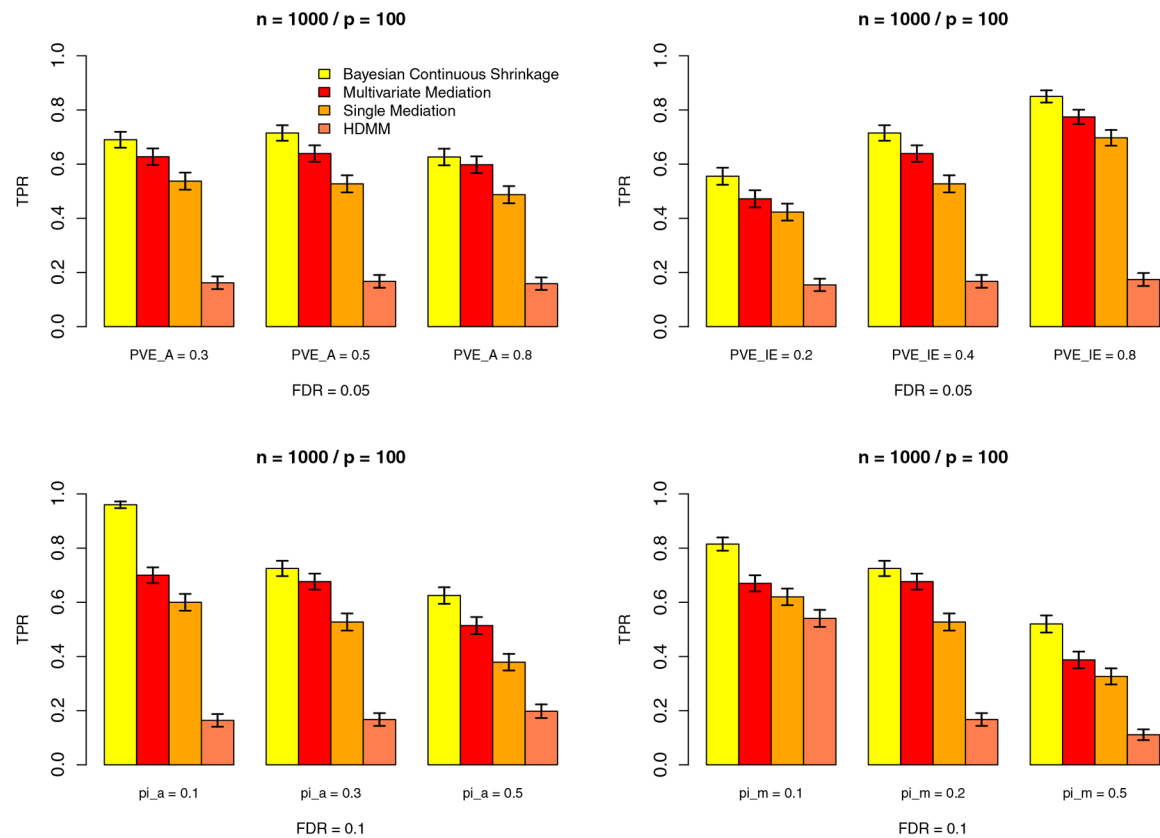 n = 1000 / p = 100
TPR
0.0 0.2 0.4 0.6 0.8 1.0
Bayesian Continuous Shrinkage
Multivariate Mediation
Single Mediation
HDMM
PVE_A = 0.3 PVE_A = 0.5 PVE_A = 0.8
FDR = 0.05
n = 1000 / p = 100
TPR
0.0 0.2 0.4 0.6 0.8 1.0
PVE_IE = 0.2 PVE_IE = 0.4 PVE_IE = 0.8
FDR = 0.05
n = 1000 / p = 100
TPR
0.0 0.2 0.4 0.6 0.8 1.0
pi_a = 0.1 pi_a = 0.3 pi_a = 0.5
FDR = 0.1
n = 1000 / p = 100
TPR
0.0 0.2 0.4 0.6 0.8 1.0
pi_m = 0.1 pi_m = 0.2 pi_m = 0.5
FDR = 0.1